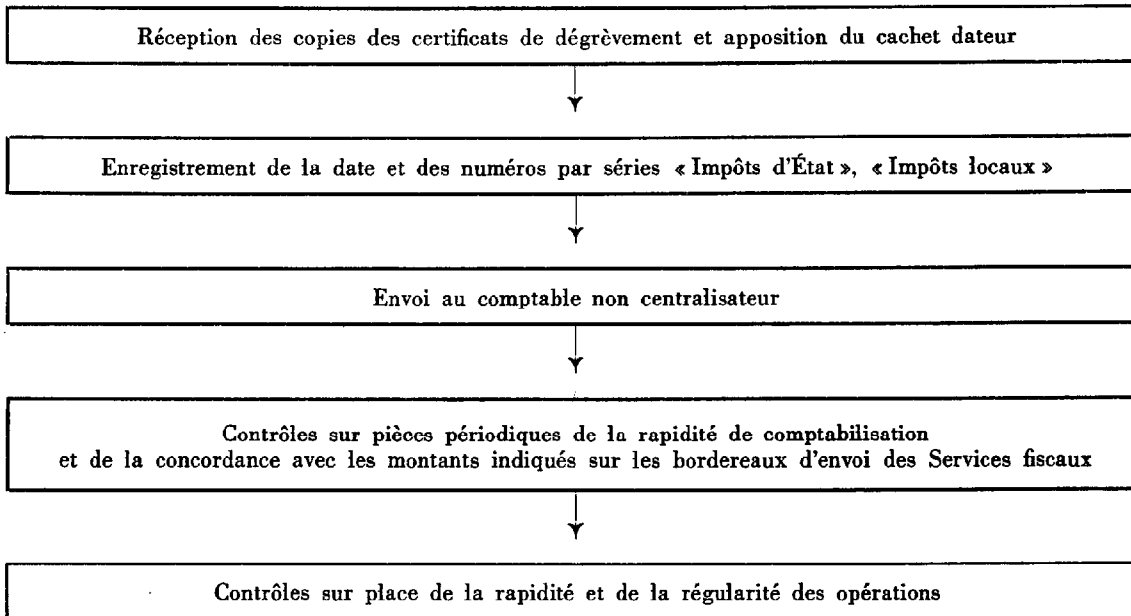 Réception des copies des certificats de dégrèvement et apposition du cachet dateur
Enregistrement de la date et des numéros par séries « Impôts d'État », « Impôts locaux »
Envoi au comptable non centralisateur
Contrôles sur pièces périodiques de la rapidité de comptabilisation
et de la concordance avec les montants indiqués sur les bordereaux d'envoi des Services fiscaux
Contrôles sur place de la rapidité et de la régularité des opérations